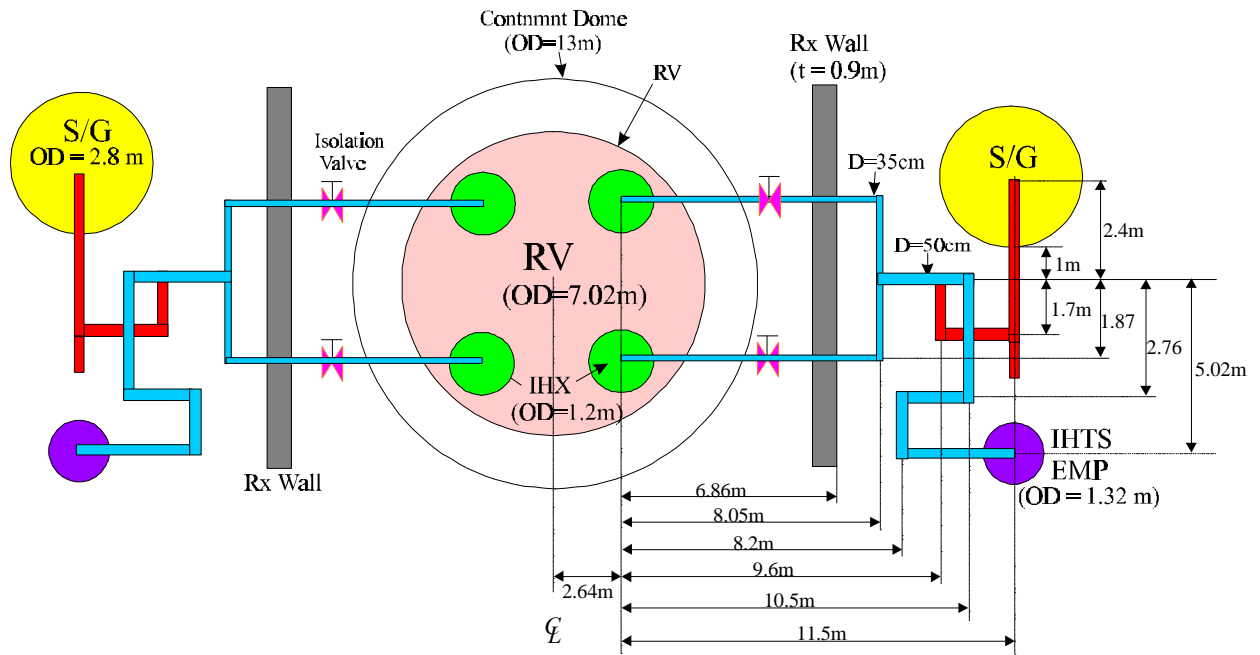 Contnmnt Dome
(OD=13m)
Rx Wall
(t = 0.9m)
RV
S/G
OD = 2.8 m
Isolation
Valve
D=35cm
S/G
2.4m
D=50cm
1m
RV
(OD=7.02m)
1.7m
1.87
2.76
5.02m
IHX
(OD=1.2m)
IHTS
EMP
(OD = 1.32 m)
Rx Wall
6.86m
8.05m
8.2m
9.6m
2.64m
10.5m
℄
11.5m